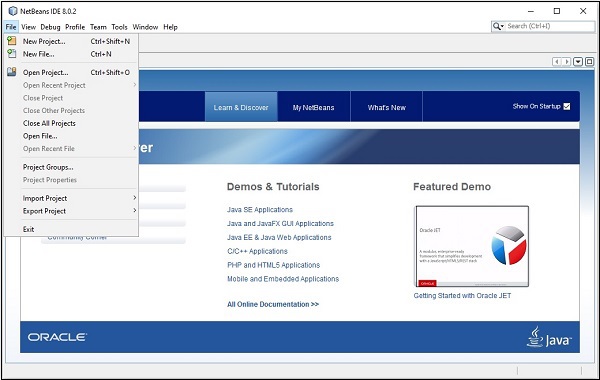 NetBeans IDE 8.0.2
File View Debug Profile Team Tools Window Help
Search (Ctrl+I)
New Project... Ctrl+Shift+N
New File... Ctrl+N
Open Project... Ctrl+Shift+O
Open Recent Project
Close Project
Close Other Projects
Close All Projects
Open File...
Open Recent File
Project Groups...
Project Properties
Import Project
Export Project
Exit
Learn & Discover
My NetBeans
What's New
Show On Startup
Demos & Tutorials
Java SE Applications
Java and JavaFX GUI Applications
Java EE & Java Web Applications
C/C++ Applications
PHP and HTML5 Applications
Mobile and Embedded Applications
All Online Documentation >>
Featured Demo
Oracle JET
Getting Started with Oracle JET
Community Corner
ORACLE
Java